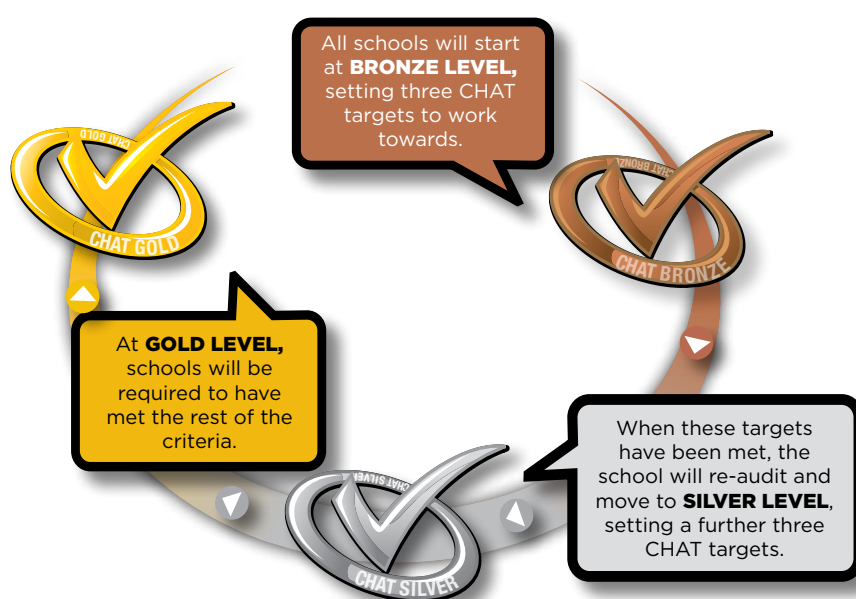 All schools will start
at BRONZE LEVEL,
setting three CHAT
targets to work
towards.
CHAT BRONZE
CHAT BRONZE
When these targets
have been met, the
school will re-audit and
move to SILVER LEVEL,
setting a further three
CHAT targets.
CHAT SILVER
CHAT SILVER
At GOLD LEVEL,
schools will be
required to have
met the rest of the
criteria.
CHAT GOLD
CHAT GOLD